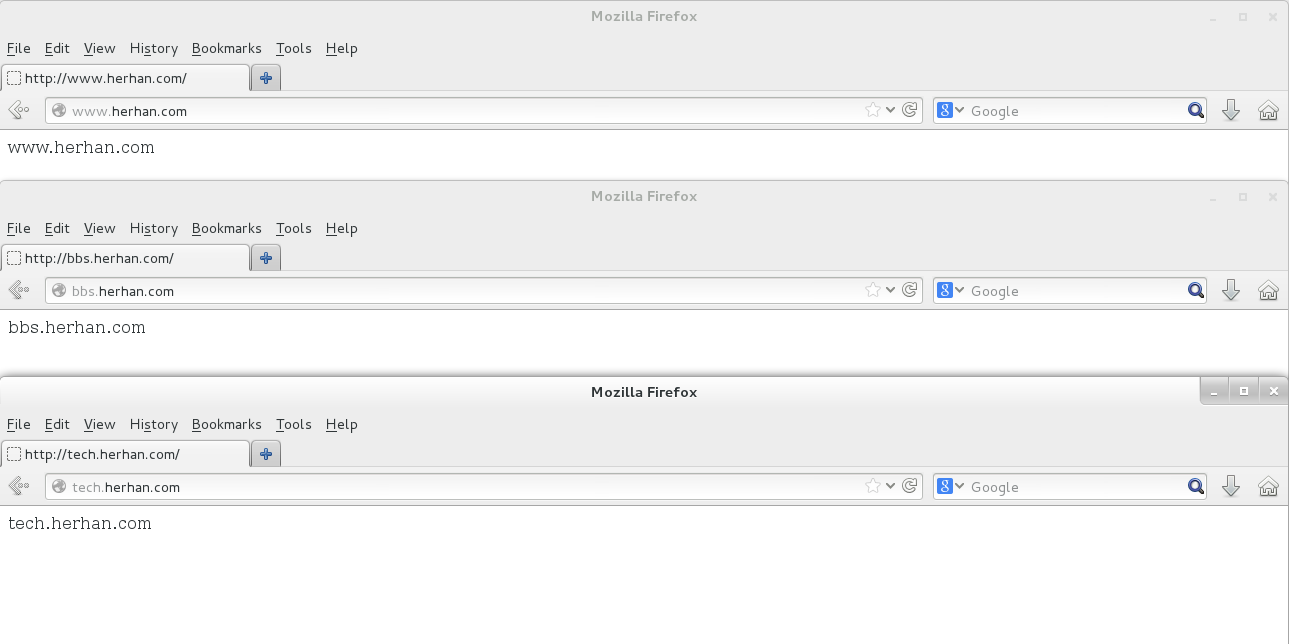 Mozilla Firefox
File Edit View History Bookmarks Tools Help
http://www.herhan.com/
www.herhan.com Google
www.herhan.com
Mozilla Firefox
File Edit View History Bookmarks Tools Help
http://bbs.herhan.com/
bbs.herhan.com Google
bbs.herhan.com
Mozilla Firefox
File Edit View History Bookmarks Tools Help
http://tech.herhan.com/
tech.herhan.com Google
tech.herhan.com